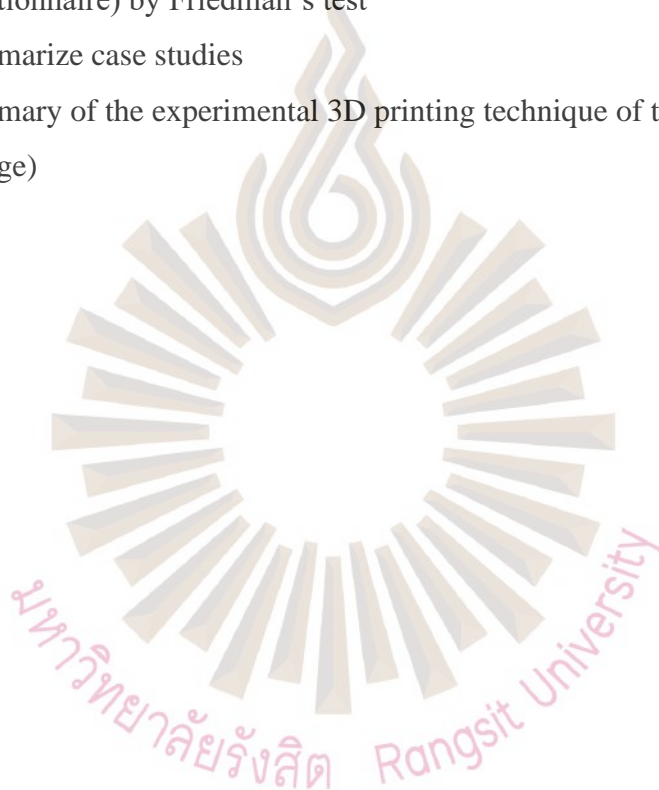 tionnaire) by Friedman's test
marize case studies
mary of the experimental 3D printing technique of t
ge)
มหาวิทยาลัยรังสิต Rangsit University